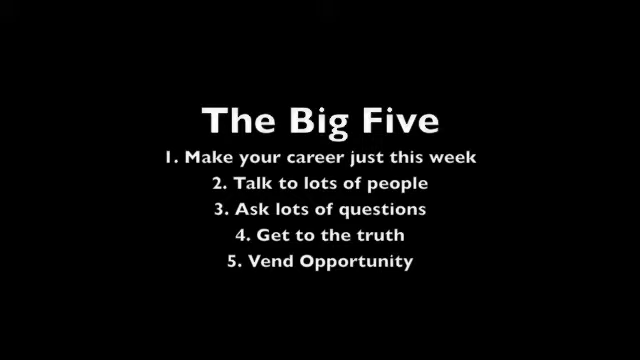 The Big Five
1. Make your career just this week
2. Talk to lots of people
3. Ask lots of questions
4. Get to the truth
5. Vend Opportunity